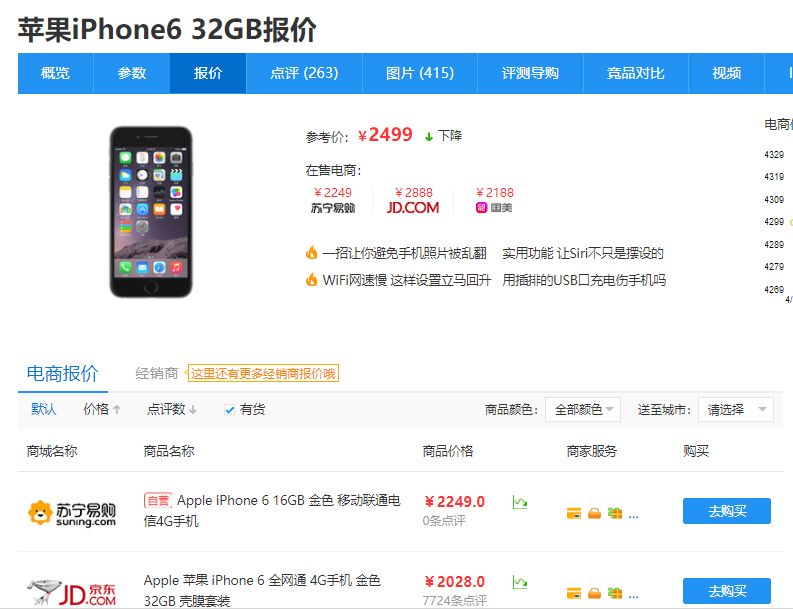 苹果iPhone6 32GB报价
概览 参数 报价 点评 (263) 图片 (415) 评测导购 竞品对比 视频
参考价: ￥2499 下降
电商
在售电商:
￥2249 ￥2888 ￥2188
苏宁易购 JD.COM 国美
一招让你避免手机照片被乱翻 实用功能 让Siri不只是摆设的
WiFi网速慢 这样设置立马回升 用插排的USB口充电伤手机吗
4329
4319
4309
4299
4289
4279
4269
4/
电商报价 经销商 这里还有更多经销商报价哦
默认 价格 点评数 有货 商品颜色: 全部颜色 送至城市: 请选择
商城名称 商品名称 商品价格 商家服务 购买
苏宁易购
suning.com
自营 Apple iPhone 6 16GB 金色 移动联通电
信4G手机
￥2249.0
0条点评
...
去购买
JD.COM 京东
Apple 苹果 iPhone 6 全网通 4G手机 金色
32GB 壳膜套装
￥2028.0
7724条点评
...
去购买